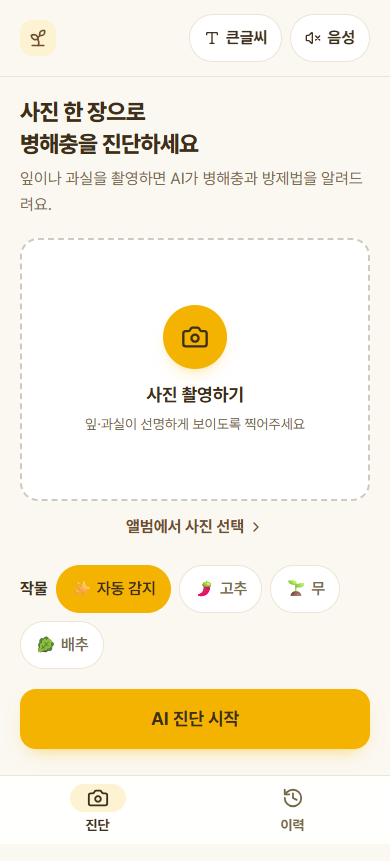 큰글씨
음성
사진 한 장으로
병해충을 진단하세요
잎이나 과실을 촬영하면 AI가 병해충과 방제법을 알려드
려요.
사진 촬영하기
잎·과실이 선명하게 보이도록 찍어주세요
앨범에서 사진 선택
작물 자동 감지 고추 무
배추
AI 진단 시작
진단 이력